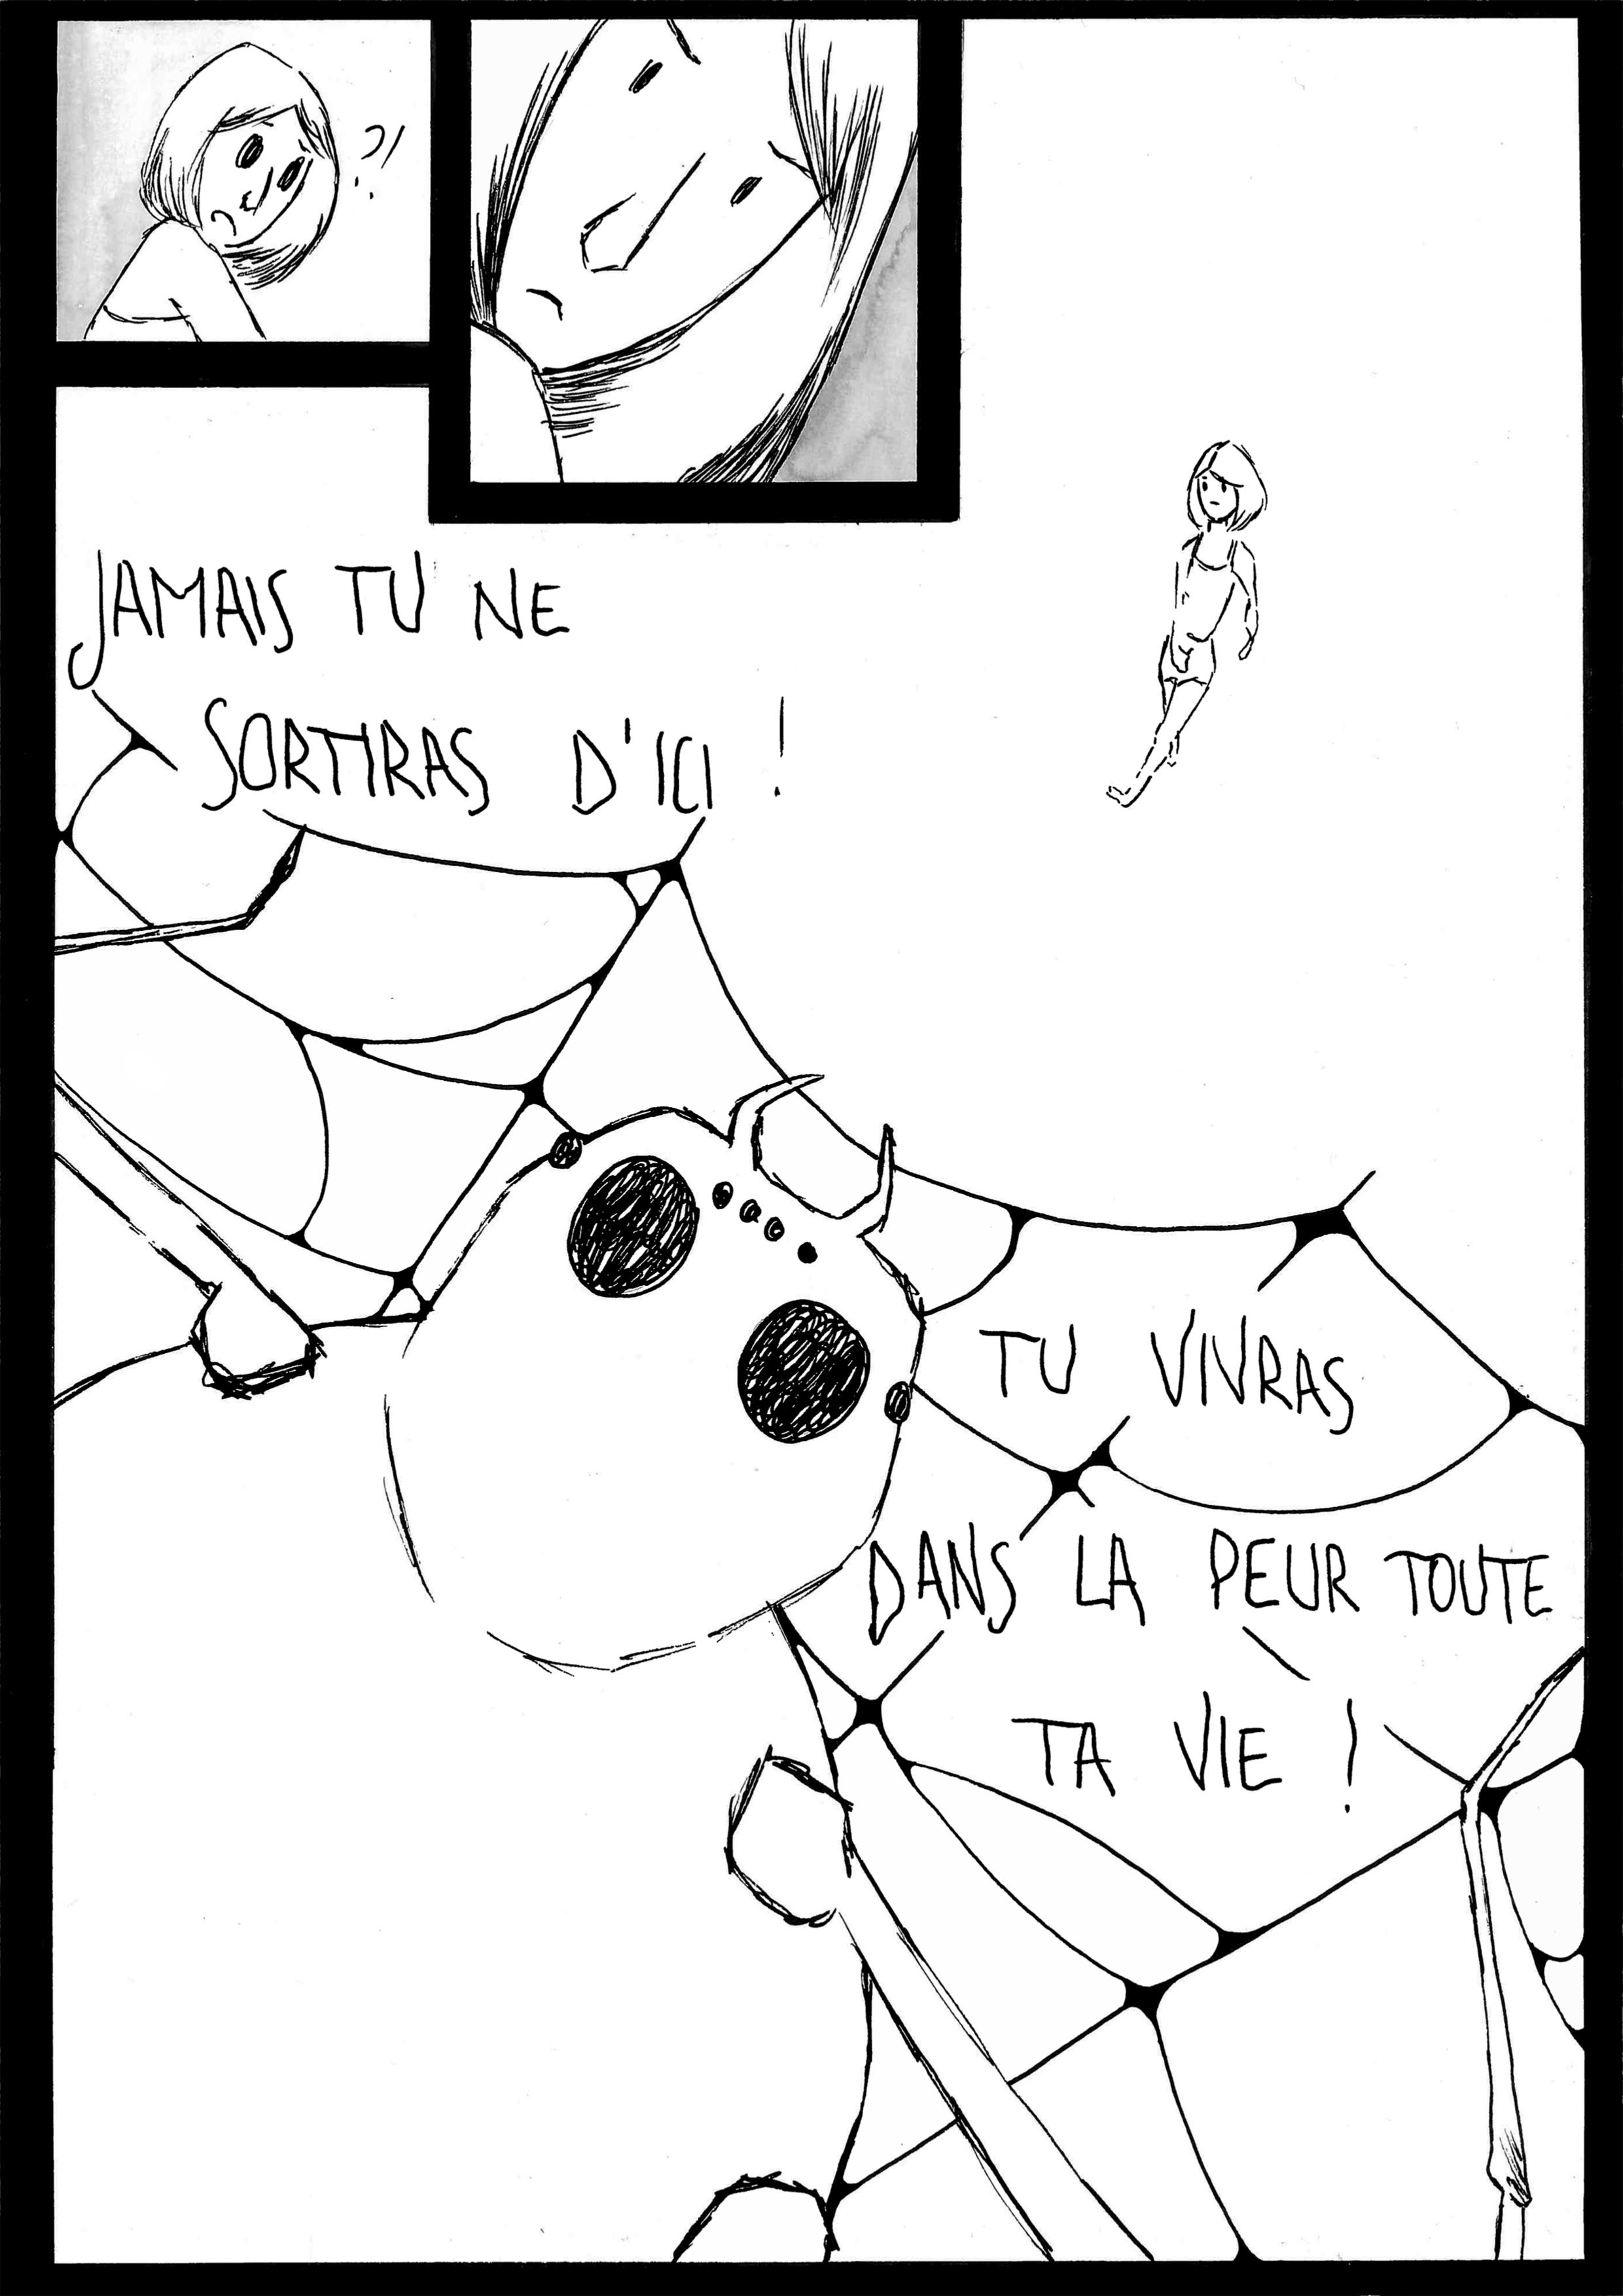 ?!
JAMAIS TU NE
SORTIRAS D'ICI !
TU VIVRAS
DANS LA PEUR TOUTE
TA VIE !